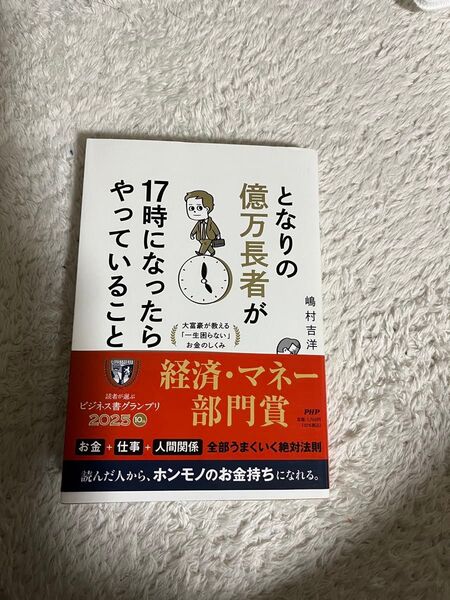 となりの
億万長者が
17時になったら
やっていること
大富豪が教える
「一生困らない」
お金のしくみ
嶋村吉洋
読者が選ぶ
ビジネス書グランプリ
2025
10th
経済・マネー
部門賞
PHP
お金+仕事+人間関係 全部うまくいく絶対法則
読んだ人から、ホンモノのお金持ちになれる。